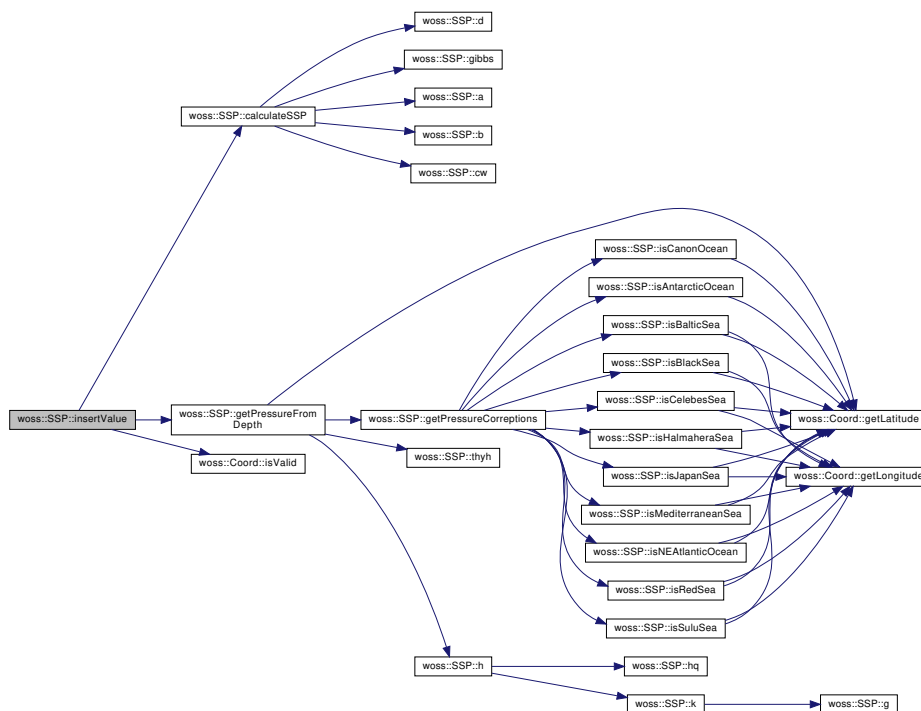 woss::SSP::d
woss::SSP::gibbs
woss::SSP::a
woss::SSP::calculateSSP
woss::SSP::b
woss::SSP::cw
woss::SSP::isCanonOcean
woss::SSP::isAntarcticOcean
woss::SSP::isBalticSea
woss::SSP::isBlackSea
woss::SSP::isCelebesSea
woss::SSP::insertValue
woss::SSP::getPressureFrom
Depth
woss::SSP::getPressureCorreptions
woss::Coord::getLatitude
woss::SSP::isHalmaheraSea
woss::Coord::isValid
woss::SSP::thyh
woss::SSP::isJapanSea
woss::Coord::getLongitude
woss::SSP::isMediterraneanSea
woss::SSP::isNEAtlanticOcean
woss::SSP::isRedSea
woss::SSP::isSuluSea
woss::SSP::h
woss::SSP::hq
woss::SSP::k
woss::SSP::g